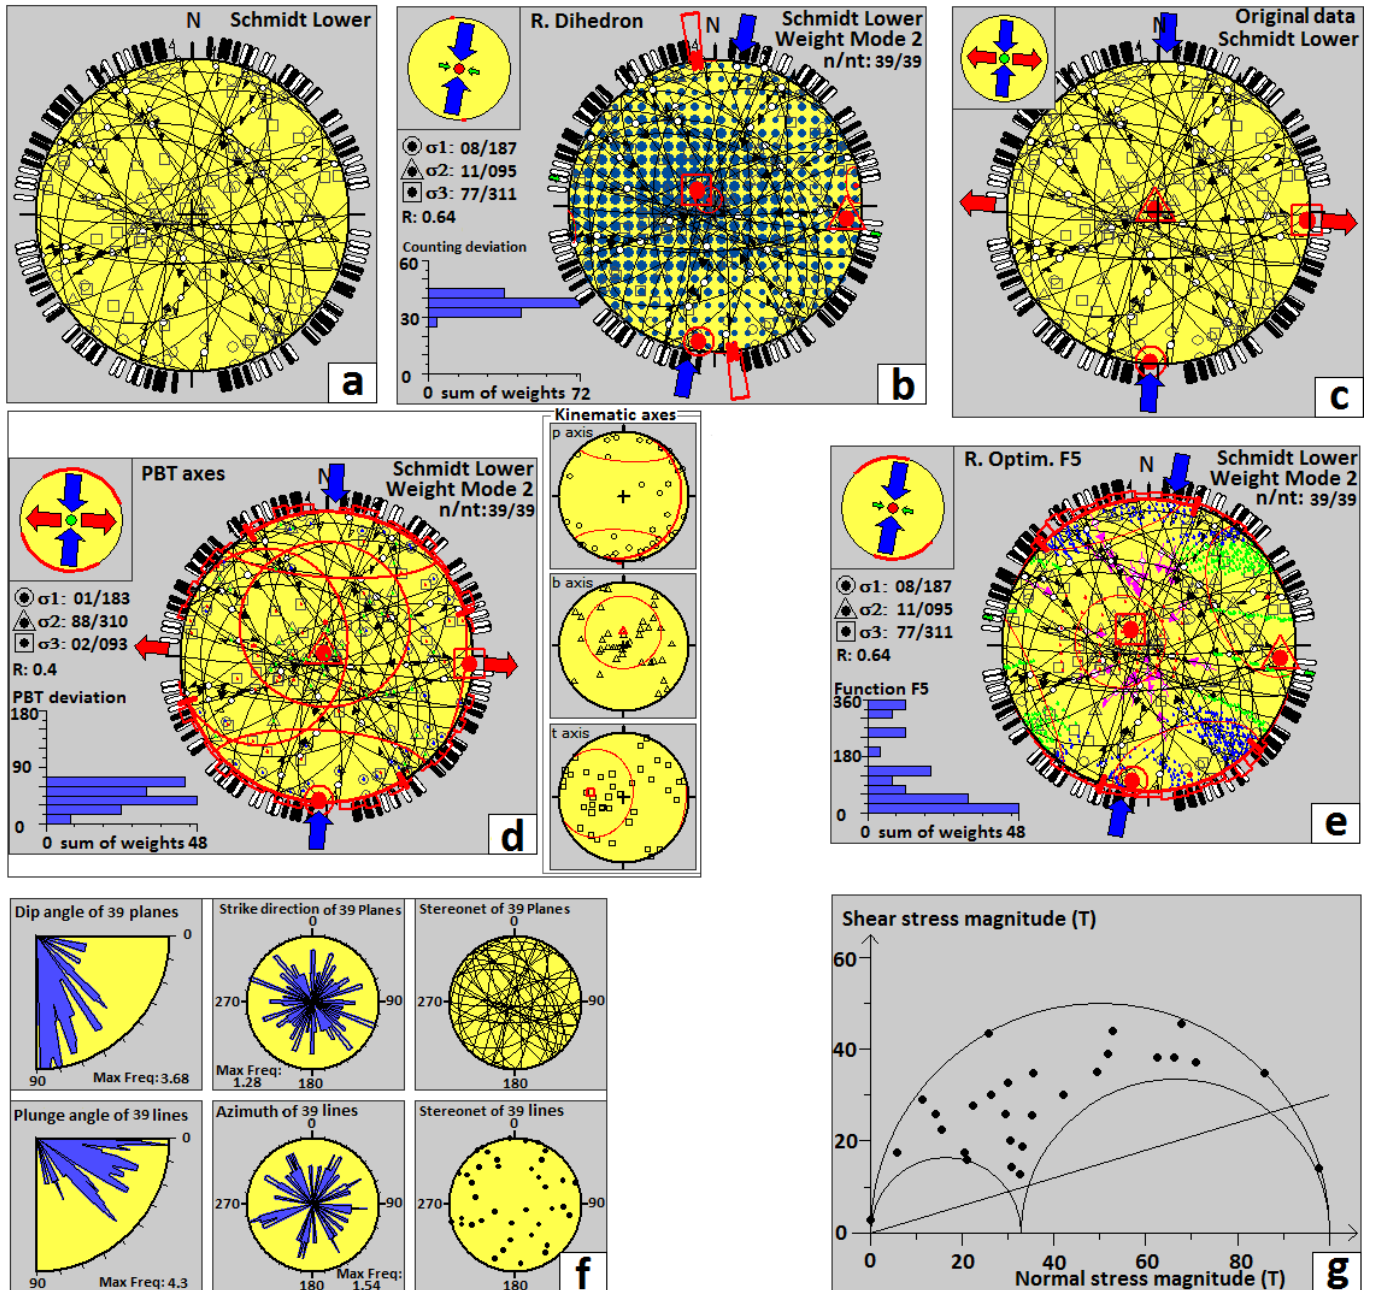 N
Schmidt Lower
a
R. Dihedron
N
Schmidt Lower
Weight Mode 2
n/nt: 39/39
σ1: 08/187
σ2: 11/095
σ3: 77/311
R: 0.64
Counting deviation
60
30
0
0 sum of weights 72
b
N
Original data
Schmidt Lower
c
PBT axes
N
Schmidt Lower
Weight Mode 2
n/nt:39/39
σ1: 01/183
σ2: 88/310
σ3: 02/093
R: 0.4
PBT deviation
180
90
0
0 sum of weights 48
d
Kinematic axes
p axis
b axis
t axis
R. Optim. F5
N
Schmidt Lower
Weight Mode 2
n/nt: 39/39
σ1: 08/187
σ2: 11/095
σ3: 77/311
R: 0.64
Function F5
360
180
0
0 sum of weights 48
e
Dip angle of 39 planes
0
90
Max Freq: 3.68
Strike direction of 39 Planes
0
270
90
Max Freq:
1.28
180
Stereonet of 39 Planes
0
270
90
180
Plunge angle of 39 lines
0
90
Max Freq: 4.3
Azimuth of 39 lines
0
270
90
Max Freq:
180
1.54
Stereonet of 39 lines
0
270
90
180
f
Shear stress magnitude (T)
60
40
20
0
0
20
40
60
80
Normal stress magnitude (T)
g